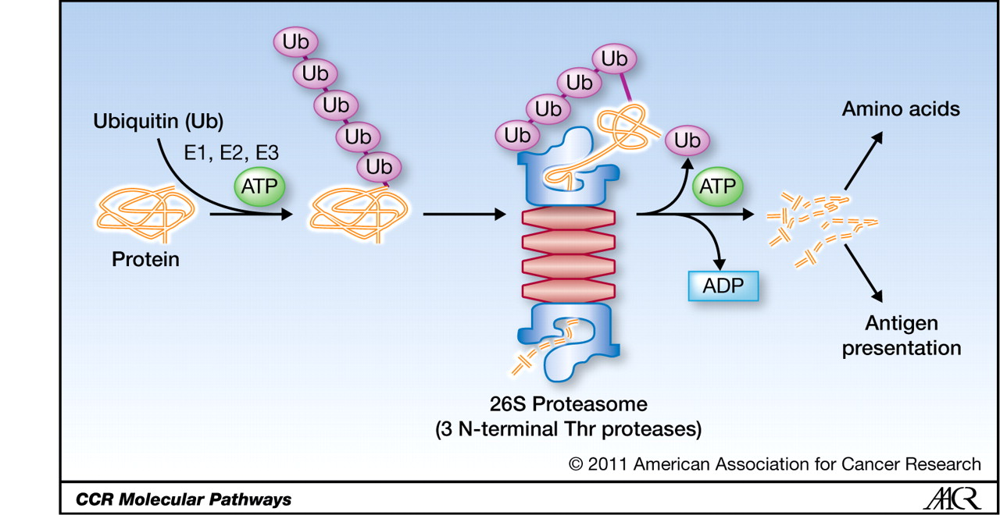 Ub
Ub
Ub
Ub
Ub
Ubiquitin (Ub)
E1, E2, E3
ATP
Protein
Ub
Ub
Ub
Ub
Ub
ATP
ADP
Amino acids
Antigen
presentation
26S Proteasome
(3 N-terminal Thr proteases)
© 2011 American Association for Cancer Research
CCR Molecular Pathways
AACR